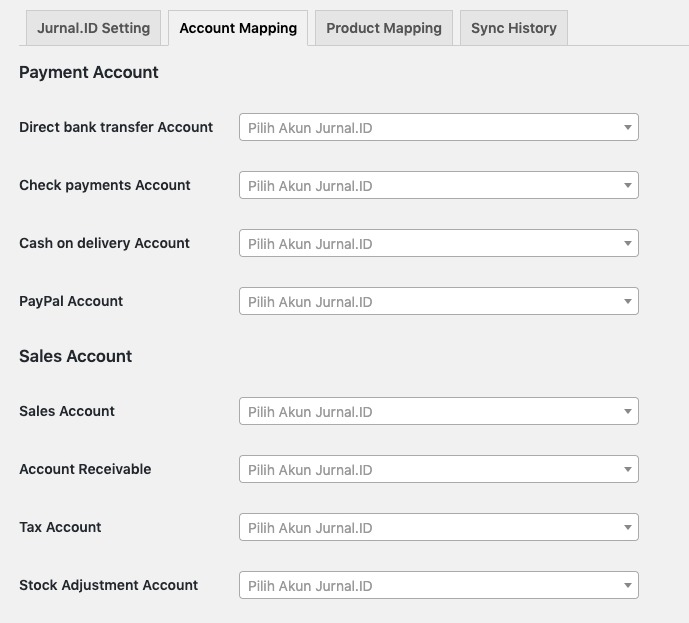 Jurnal.ID Setting Account Mapping Product Mapping Sync History
Payment Account
Direct bank transfer Account Pilih Akun Jurnal.ID
Check payments Account Pilih Akun Jurnal.ID
Cash on delivery Account Pilih Akun Jurnal.ID
PayPal Account Pilih Akun Jurnal.ID
Sales Account
Sales Account Pilih Akun Jurnal.ID
Account Receivable Pilih Akun Jurnal.ID
Tax Account Pilih Akun Jurnal.ID
Stock Adjustment Account Pilih Akun Jurnal.ID